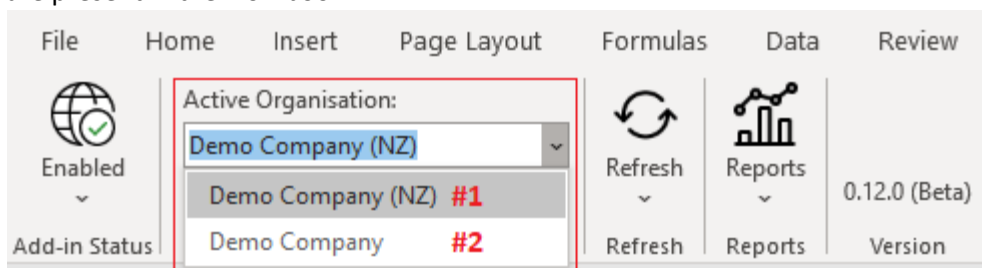 File Home Insert Page Layout Formulas Data Review
Active Organisation:
Demo Company (NZ)
Demo Company (NZ) #1
Demo Company #2
Enabled
Add-in Status
Refresh
Refresh
Reports
Reports
0.12.0 (Beta)
Version